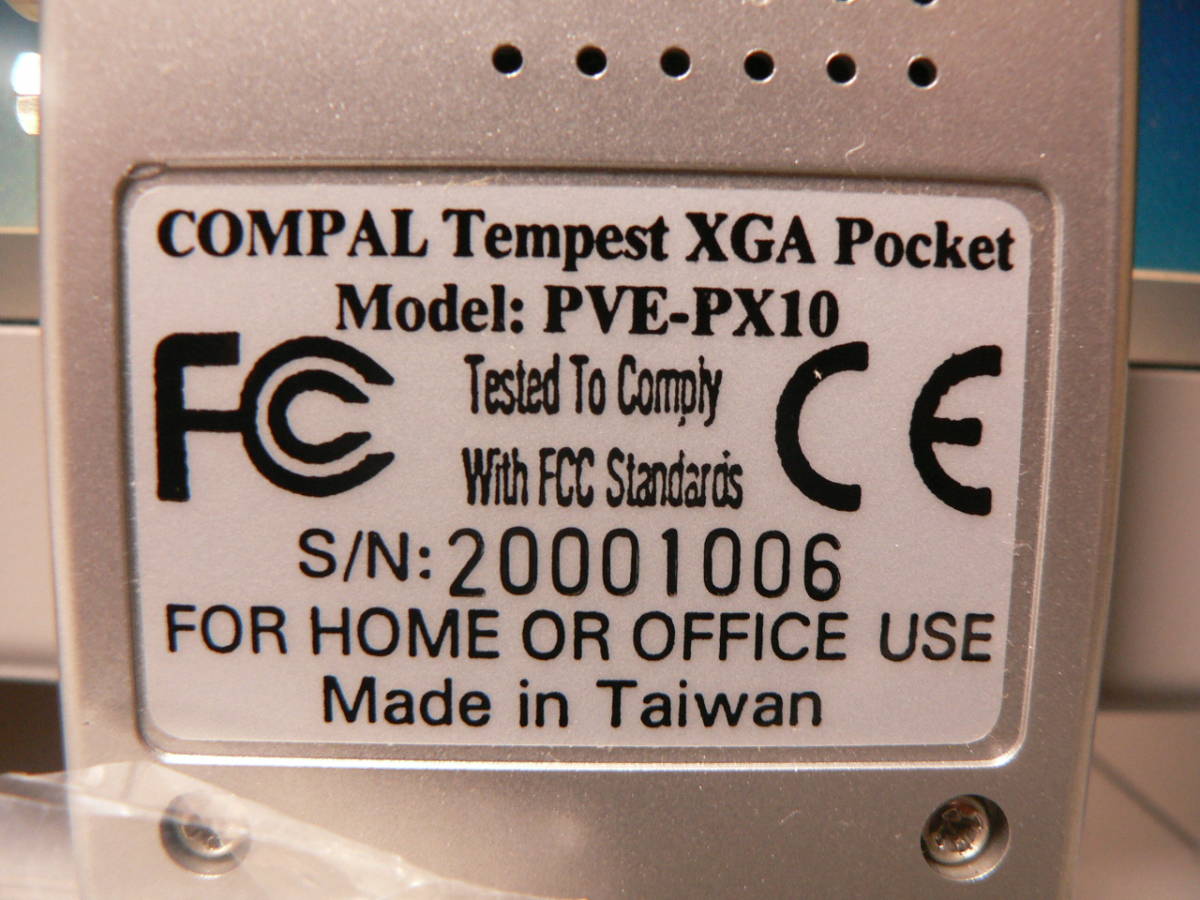 COMPAL Tempest XGA Pocket
Model: PVE-PX10
FC Tested To Comply CE
With FCC Standards
S/N: 20001006
FOR HOME OR OFFICE USE
Made in Taiwan